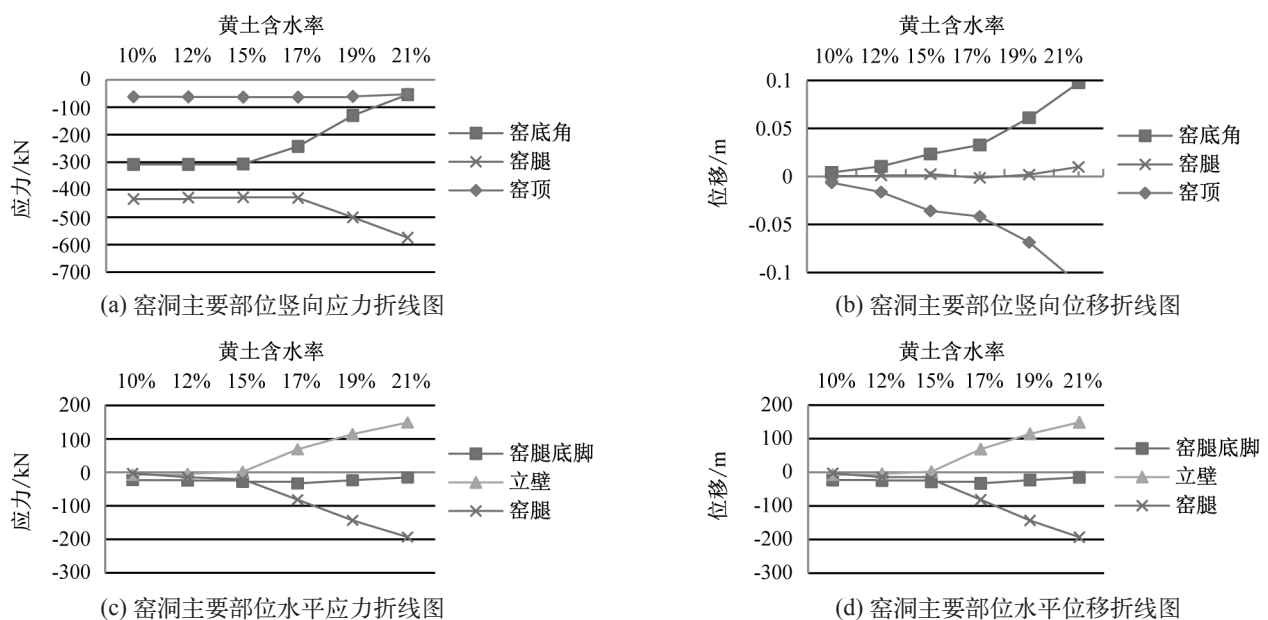 黄土含水率
10% 12% 15% 17% 19% 21%
0
-100
-200
-300
-400
-500
-600
-700
应力/kN
窑底角
窑腿
窑顶
(a) 窑洞主要部位竖向应力折线图
黄土含水率
10% 12% 15% 17% 19% 21%
0.1
0.05
0
-0.05
-0.1
位移/m
窑底角
窑腿
窑顶
(b) 窑洞主要部位竖向位移折线图
黄土含水率
10% 12% 15% 17% 19% 21%
200
100
0
-100
-200
-300
应力/kN
窑腿底脚
立壁
窑腿
(c) 窑洞主要部位水平应力折线图
黄土含水率
10% 12% 15% 17% 19% 21%
200
100
0
-100
-200
-300
位移/m
窑腿底脚
立壁
窑腿
(d) 窑洞主要部位水平位移折线图